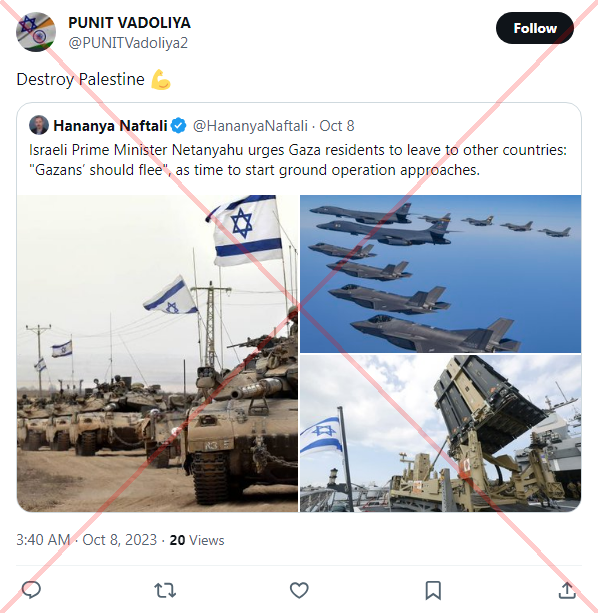 PUNIT VADOLIYA
@PUNITVadoliya2
Follow
Destroy Palestine 💪
Hananya Naftali @HananyaNaftali · Oct 8
Israeli Prime Minister Netanyahu urges Gaza residents to leave to other countries:
"Gazans’ should flee", as time to start ground operation approaches.
3:40 AM · Oct 8, 2023 · 20 Views